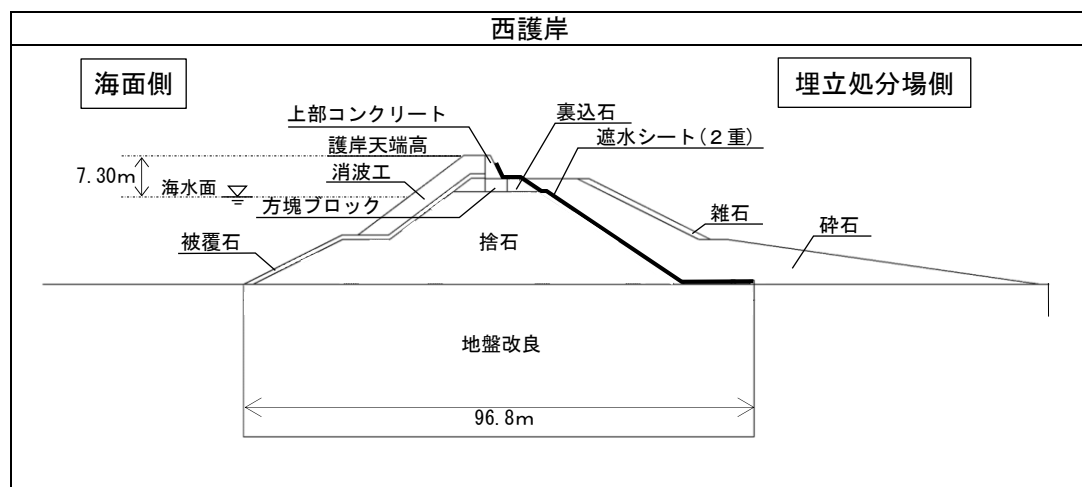 西護岸
海面側
埋立処分場側
上部コンクリート
裏込石
護岸天端高
遮水シート(2重)
7.30m
消波工
海水面
方塊ブロック
雑石
砕石
被覆石
捨石
地盤改良
96.8m